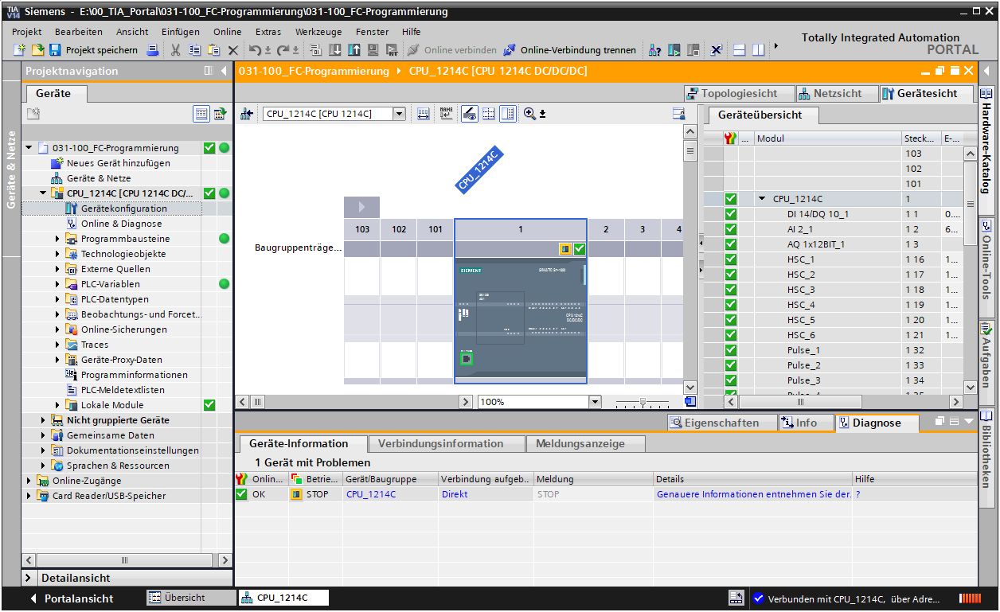 TIA V14 Siemens - E:\00_TIA_Portal\031-100_FC-Programmierung\031-100_FC-Programmierung
Projekt Bearbeiten Ansicht Einfügen Online Extras Werkzeuge Fenster Hilfe
Projekt speichern Online verbinden Online-Verbindung trennen
Totally Integrated Automation
PORTAL
Projektnavigation
031-100_FC-Programmierung CPU_1214C [CPU 1214C DC/DC/DC]
Geräte
Topologiesicht Netzsicht Gerätesicht
Geräte & Netze
031-100_FC-Programmierung
Neues Gerät hinzufügen
Geräte & Netze
CPU_1214C [CPU 1214C DC/...
Gerätekonfiguration
Online & Diagnose
Programmbausteine
Technologieobjekte
Externe Quellen
PLC-Variablen
PLC-Datentypen
Beobachtungs- und Forcet...
Online-Sicherungen
Traces
Geräte-Proxy-Daten
Programminformationen
PLC-Meldetextlisten
Lokale Module
Nicht gruppierte Geräte
Gemeinsame Daten
Dokumentationseinstellungen
Sprachen & Ressourcen
Online-Zugänge
Card Reader/USB-Speicher
Detailansicht
CPU_1214C [CPU 1214C]
NAME
CPU_1214C
103 102 101 1 2 3 4
Baugruppenträge...
SIEMENS SIMATIC S7-1200
CPU 1214C
DC/DC/DC
100%
Geräteübersicht
... Modul Steck... E-...
103
102
101
CPU_1214C 1
DI 14/DQ 10_1 1 1 0....
AI 2_1 1 2 6...
AQ 1x12BIT_1 1 3
HSC_1 1 16 1...
HSC_2 1 17 1...
HSC_3 1 18 1...
HSC_4 1 19 1...
HSC_5 1 20 1...
HSC_6 1 21 1...
Pulse_1 1 32
Pulse_2 1 33
Pulse_3 1 34
Pulse_4 1 35
Hardware-Katalog
Online-Tools
Aufgaben
Bibliotheken
Eigenschaften Info Diagnose
Geräte-Information Verbindungsinformation Meldungsanzeige
1 Gerät mit Problemen
Onlin... Betrie... Gerät/Baugruppe Verbindung aufgeb.. Meldung Details Hilfe
OK STOP CPU_1214C Direkt STOP Genauere Informationen entnehmen Sie der. ?
Portalansicht Übersicht CPU_1214C Verbunden mit CPU_1214C, über Adre...